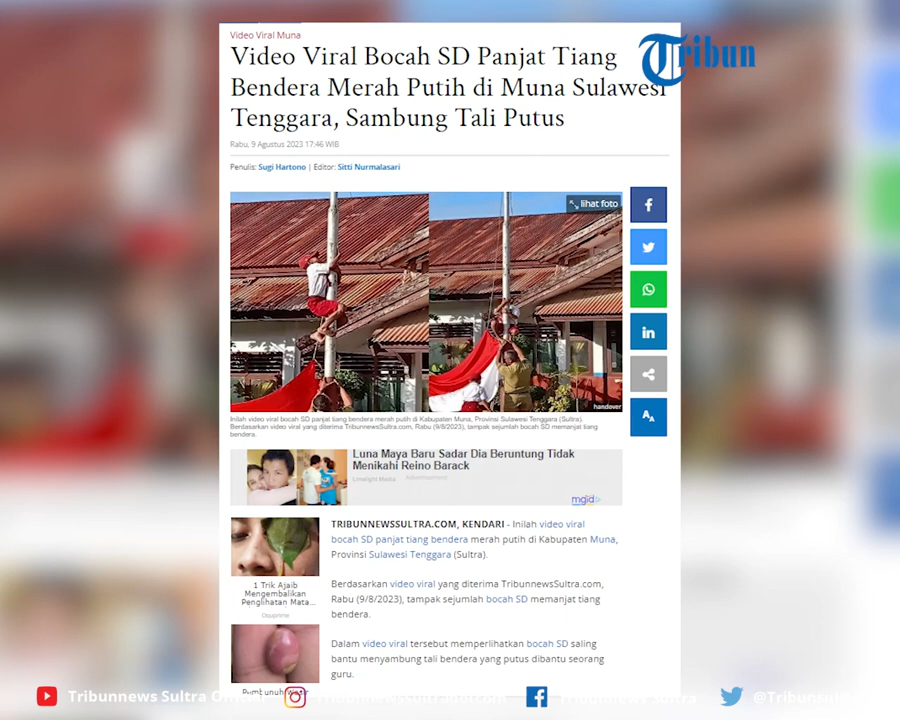 Video Viral Muna
Video Viral Bocah SD Panjat Tiang
Bendera Merah Putih di Muna Sulawesi
Tenggara, Sambung Tali Putus
Tribun
Rabu, 9 Agustus 2023 17:46 WIB
Penulis: Sugi Hartono | Editor: Sitti Nurmalasari
lihat foto
handover
Inilah video viral bocah SD panjat tiang bendera merah putih di Kabupaten Muna, Provinsi Sulawesi Tenggara (Sultra).
Berdasarkan video viral yang diterima TribunnewsSultra.com, Rabu (9/8/2023), tampak sejumlah bocah SD memanjat tiang
bendera.
Luna Maya Baru Sadar Dia Beruntung Tidak
Menikahi Reino Barack
Limelight Media Advertisement
mgid
1 Trik Ajaib
Mengembalikan
Penglihatan Mata...
TRIBUNNEWSSULTRA.COM, KENDARI - Inilah video viral
bocah SD panjat tiang bendera merah putih di Kabupaten Muna,
Provinsi Sulawesi Tenggara (Sultra).
Berdasarkan video viral yang diterima TribunnewsSultra.com,
Rabu (9/8/2023), tampak sejumlah bocah SD memanjat tiang
bendera.
Dalam video viral tersebut memperlihatkan bocah SD saling
bantu menyambung tali bendera yang putus dibantu seorang
guru.
Tribunnews Sultra